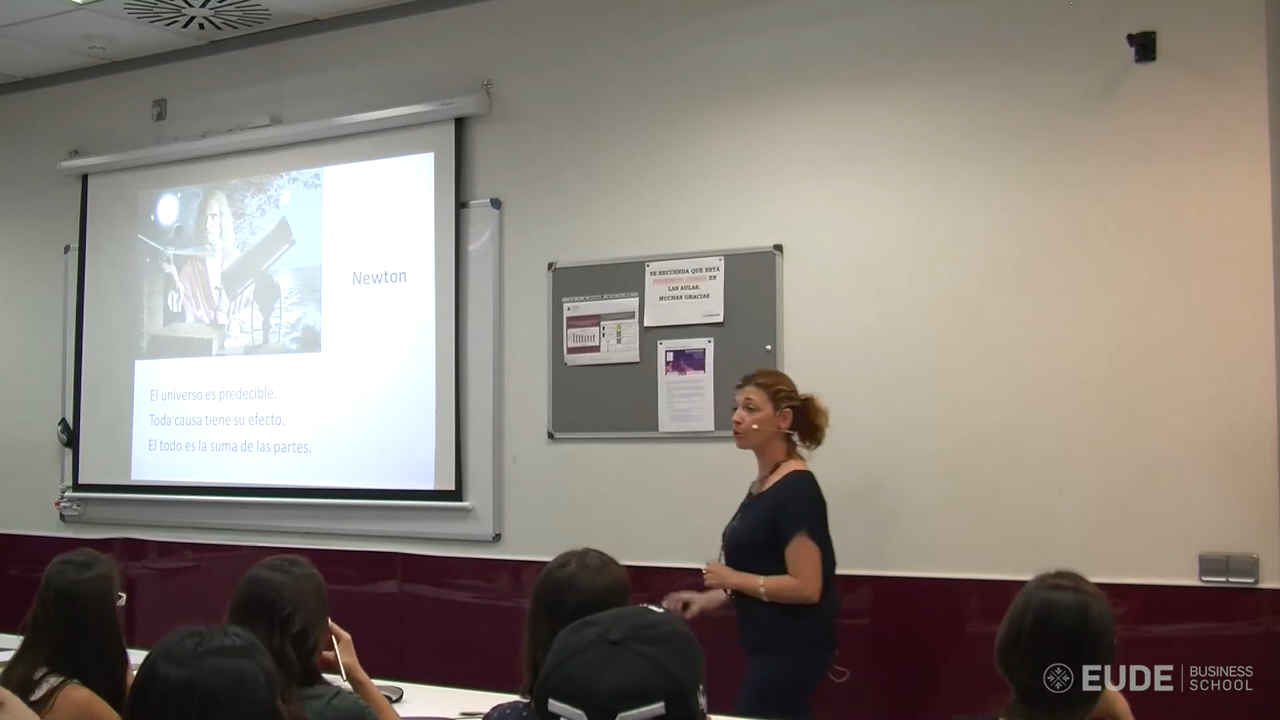 Newton
El universo es predecible.
Toda causa tiene su efecto.
El todo es la suma de las partes.
SE RECUERDA QUE ESTÁ
EN
LAS AULAS.
MUCHAS GRACIAS
EUDE BUSINESS
SCHOOL